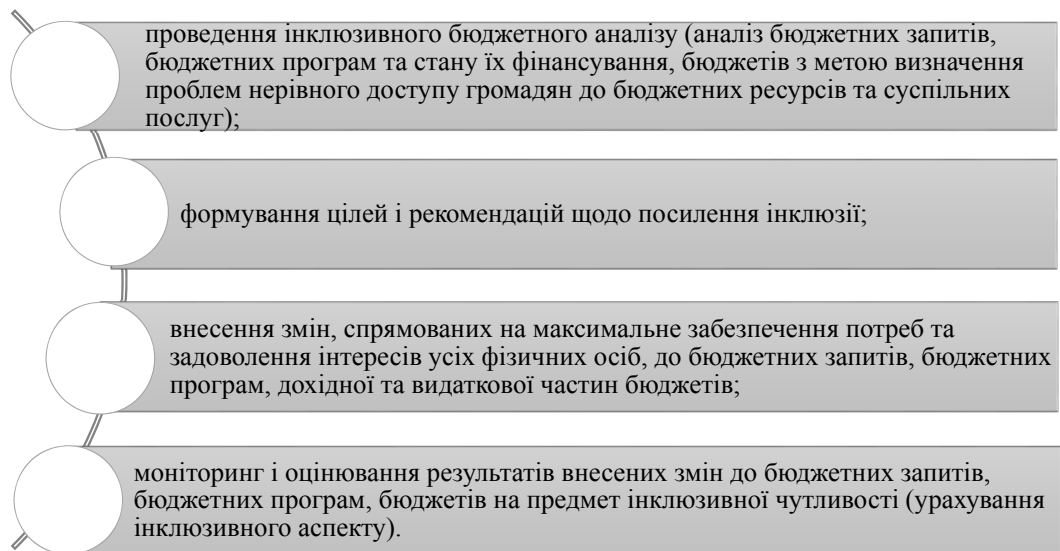 проведення інклюзивного бюджетного аналізу (аналіз бюджетних запитів,
бюджетних програм та стану їх фінансування, бюджетів з метою визначення
проблем нерівного доступу громадян до бюджетних ресурсів та суспільних
послуг);
формування цілей і рекомендацій щодо посилення інклюзії;
внесення змін, спрямованих на максимальне забезпечення потреб та
задоволення інтересів усіх фізичних осіб, до бюджетних запитів, бюджетних
програм, дохідної та видаткової частин бюджетів;
моніторинг і оцінювання результатів внесених змін до бюджетних запитів,
бюджетних програм, бюджетів на предмет інклюзивної чутливості (урахування
інклюзивного аспекту).